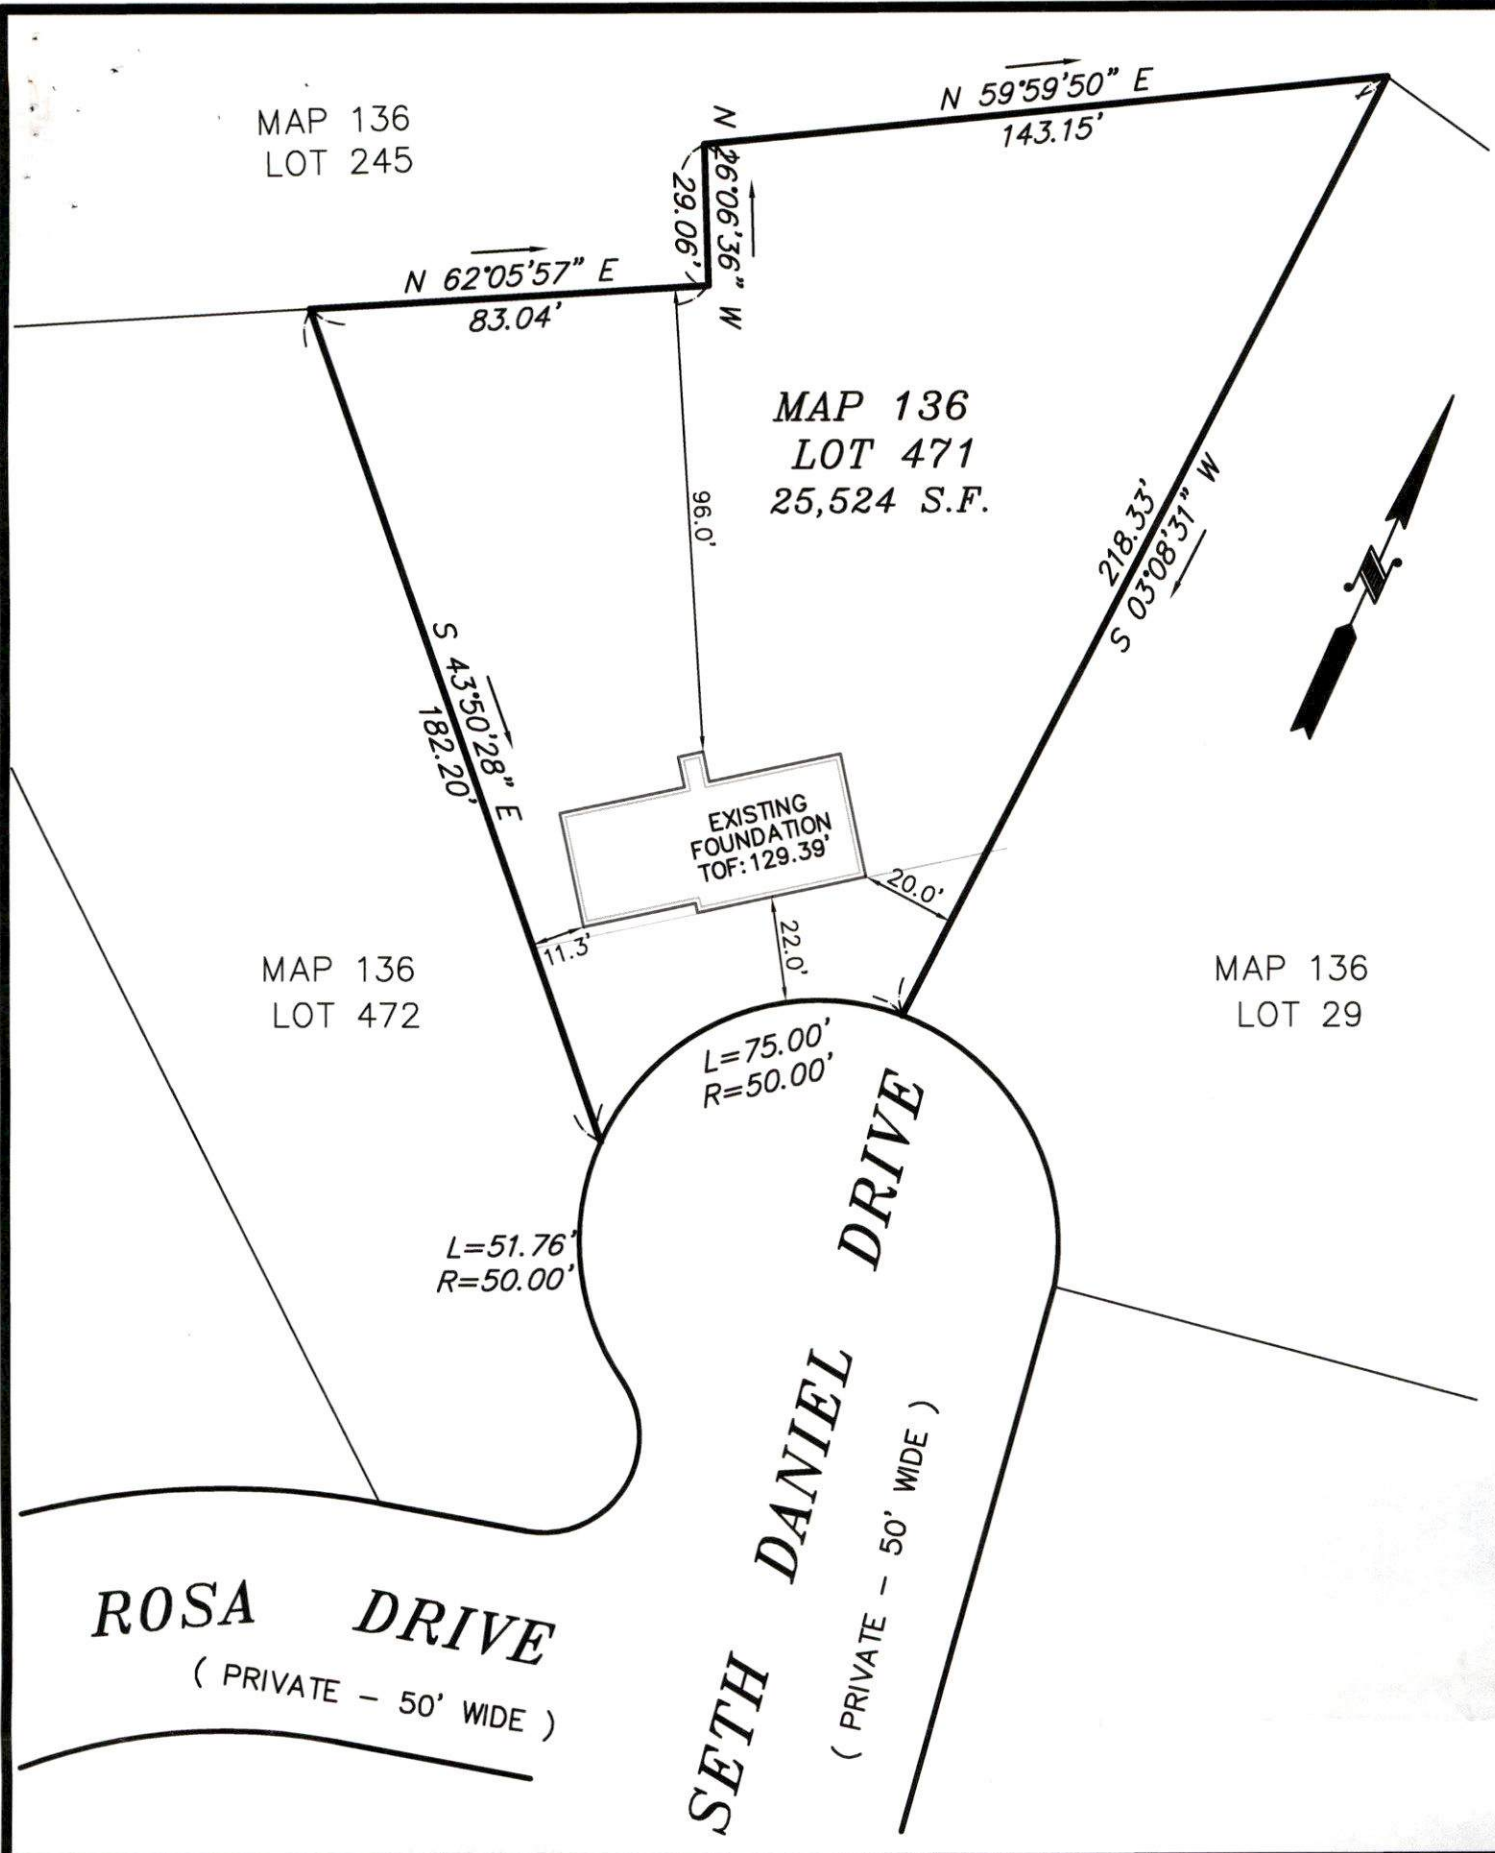 MAP 136
LOT 245
N 59°59'50" E
143.15'
N 26°06'36" W
29.06'
N 62°05'57" E
83.04'
MAP 136
LOT 471
25,524 S.F.
96.0'
218.33'
S 03°08'31" W
S 43°50'28" E
182.20'
EXISTING
FOUNDATION
TOF: 129.39'
20.0'
11.3'
22.0'
MAP 136
LOT 472
MAP 136
LOT 29
L=75.00'
R=50.00'
L=51.76'
R=50.00'
SETH DANIEL DRIVE
( PRIVATE - 50' WIDE )
ROSA DRIVE
( PRIVATE - 50' WIDE )